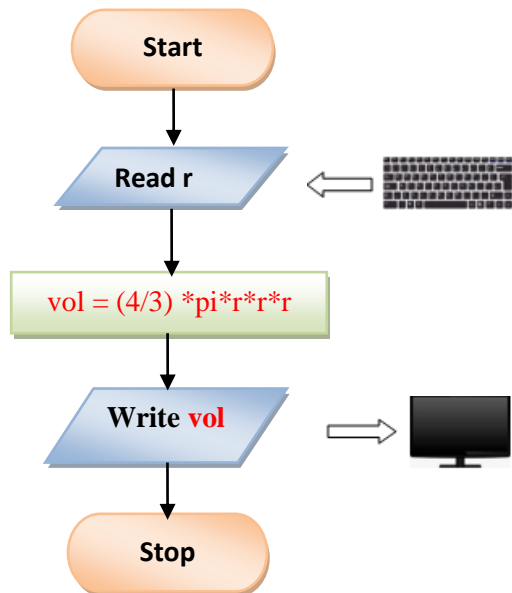 Start
Read r
vol = (4/3) *pi*r*r*r
Write vol
Stop